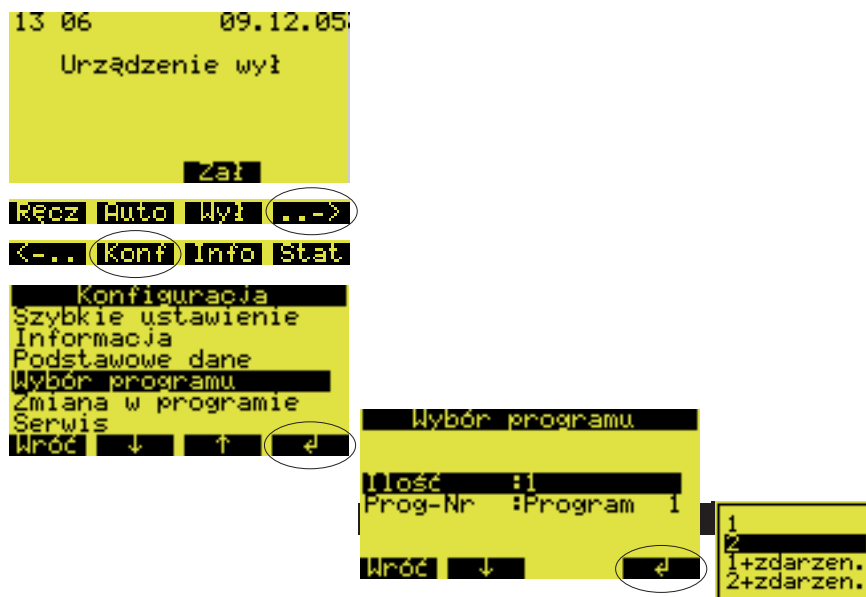 13 06 09.12.05
Urządzenie wył
Zał
Ręcz Auto Wył ..->
<-.. Konf Info Stat
Konfiguracja
Szybkie ustawienie
Informacja
Podstawowe dane
Wybór programu
Zmiana w programie
Serwis
Wróć ↓ ↑ ↲
Wybór programu
Ilość :1
Prog-Nr :Program 1
Wróć ↓ ↲
1
2
1+zdarzen.
2+zdarzen.